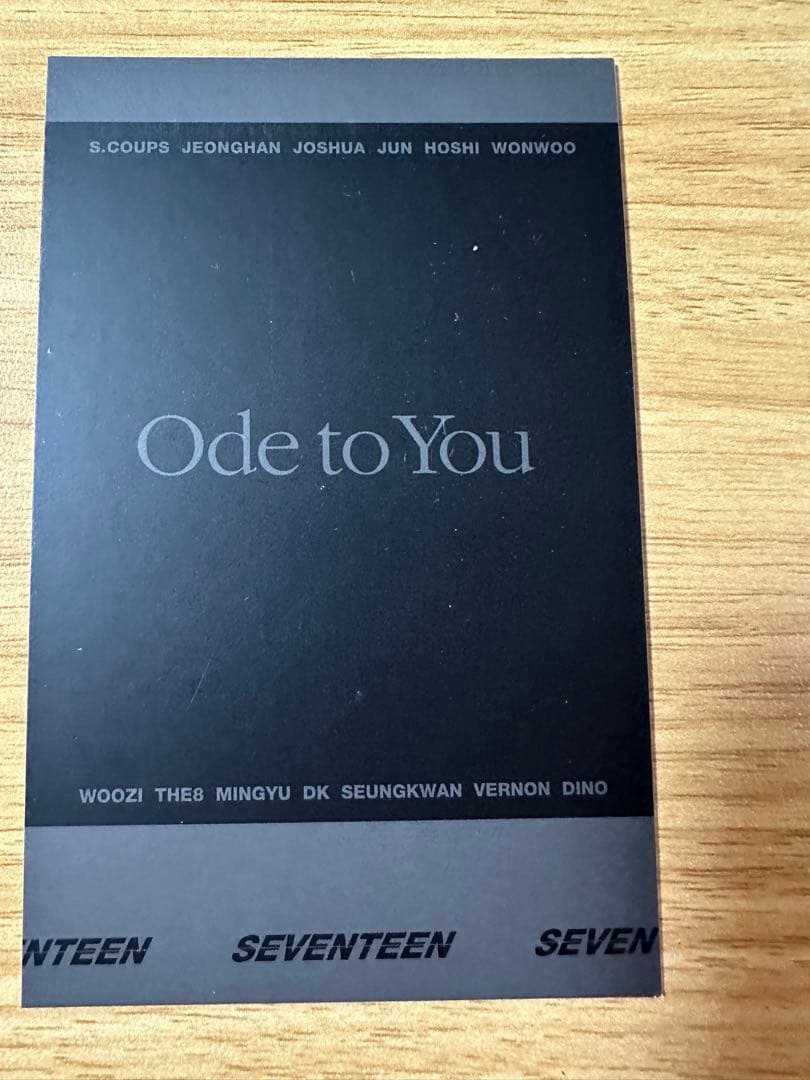 S.COUPS JEONGHAN JOSHUA JUN HOSHI WONWOO
Ode to You
WOOZI THE8 MINGYU DK SEUNGKWAN VERNON DINO
NTEEN SEVENTEEN SEVEN